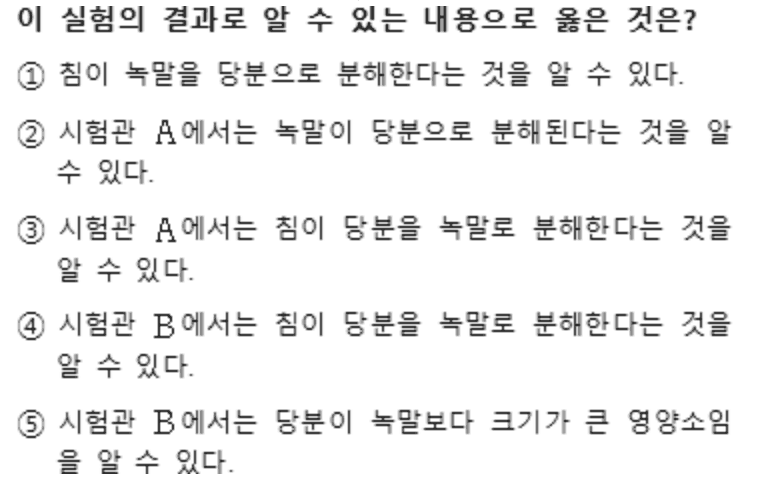 이 실험의 결과로 알 수 있는 내용으로 옳은 것은?
① 침이 녹말을 당분으로 분해한다는 것을 알 수 있다.
② 시험관 A에서는 녹말이 당분으로 분해된다는 것을 알
수 있다.
③ 시험관 A에서는 침이 당분을 녹말로 분해한다는 것을
알 수 있다.
④ 시험관 B에서는 침이 당분을 녹말로 분해한다는 것을
알 수 있다.
⑤ 시험관 B에서는 당분이 녹말보다 크기가 큰 영양소임
을 알 수 있다.